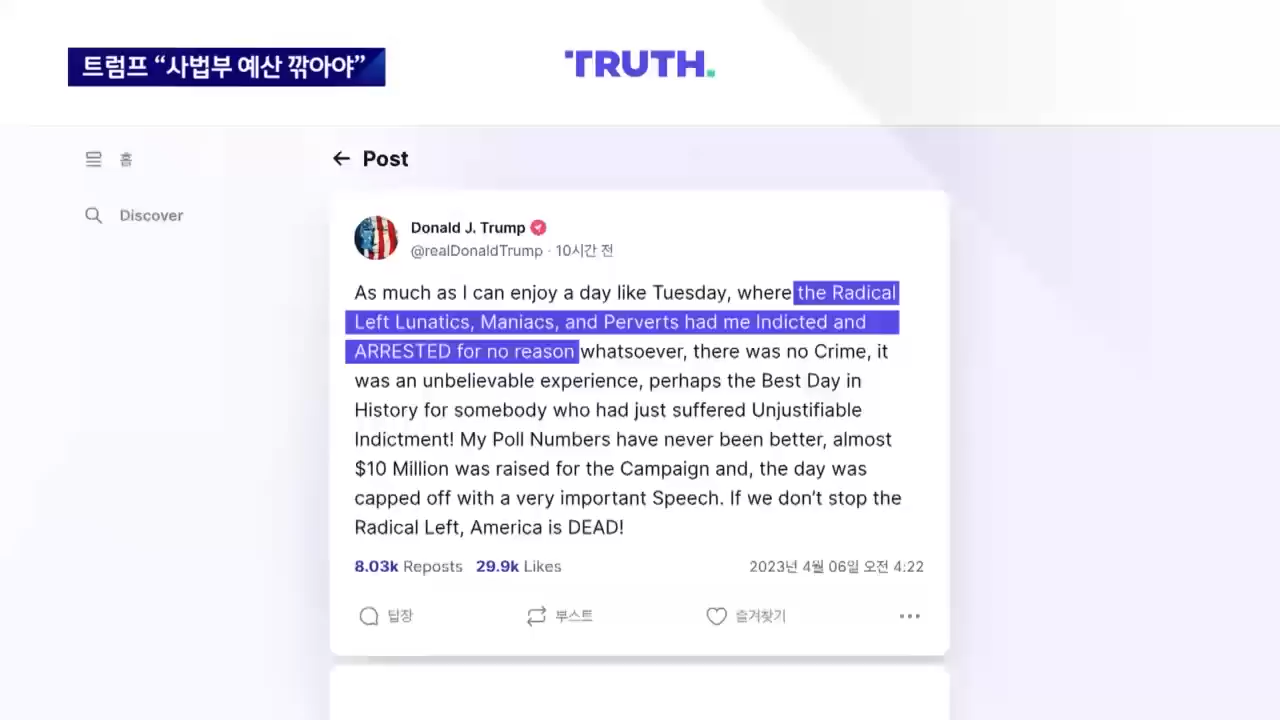 트럼프 “사법부 예산 깎아야”
TRUTH.
홈
Discover
← Post
Donald J. Trump
@realDonaldTrump · 10시간 전
As much as I can enjoy a day like Tuesday, where the Radical
Left Lunatics, Maniacs, and Perverts had me Indicted and
ARRESTED for no reason whatsoever, there was no Crime, it
was an unbelievable experience, perhaps the Best Day in
History for somebody who had just suffered Unjustifiable
Indictment! My Poll Numbers have never been better, almost
$10 Million was raised for the Campaign and, the day was
capped off with a very important Speech. If we don’t stop the
Radical Left, America is DEAD!
8.03k Reposts 29.9k Likes 2023년 4월 06일 오전 4:22
답장 부스트 즐겨찾기